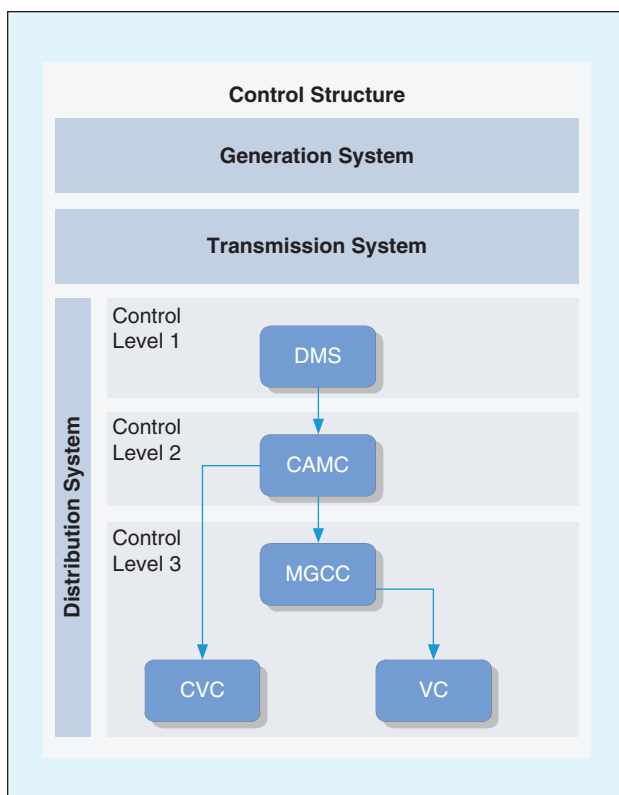 Control Structure
Generation System
Transmission System
Distribution System
Control
Level 1
DMS
Control
Level 2
CAMC
Control
Level 3
MGCC
CVC
VC